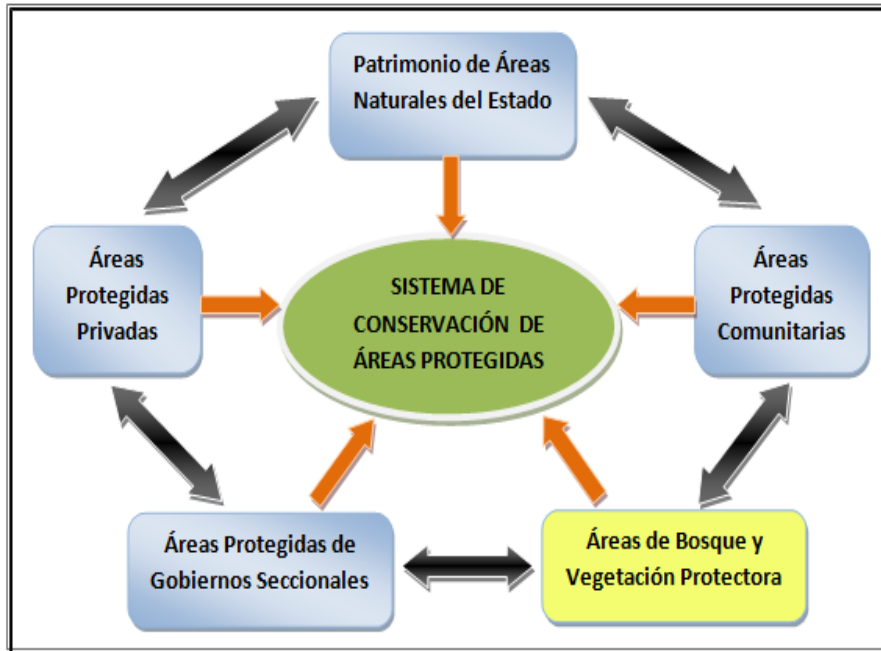 Patrimonio de Áreas
Naturales del Estado
Áreas
Protegidas
Privadas
SISTEMA DE
CONSERVACIÓN DE
ÁREAS PROTEGIDAS
Áreas
Protegidas
Comunitarias
Áreas Protegidas de
Gobiernos Seccionales
Áreas de Bosque y
Vegetación Protectora